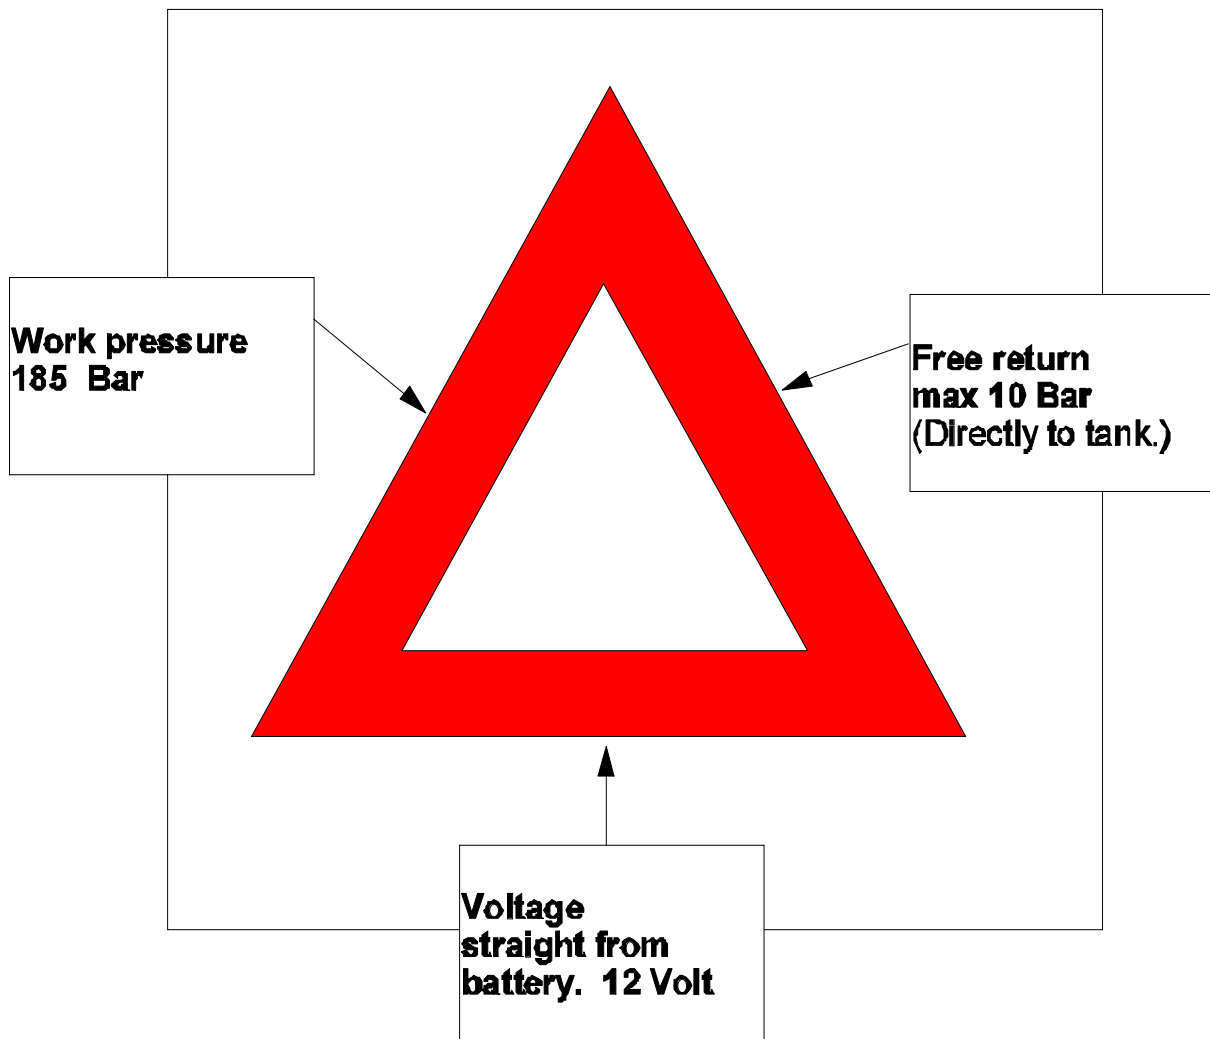 Work pressure
185  Bar
Free return
max 10 Bar
(Directly to tank.)
Voltage
straight from
battery.  12 Volt